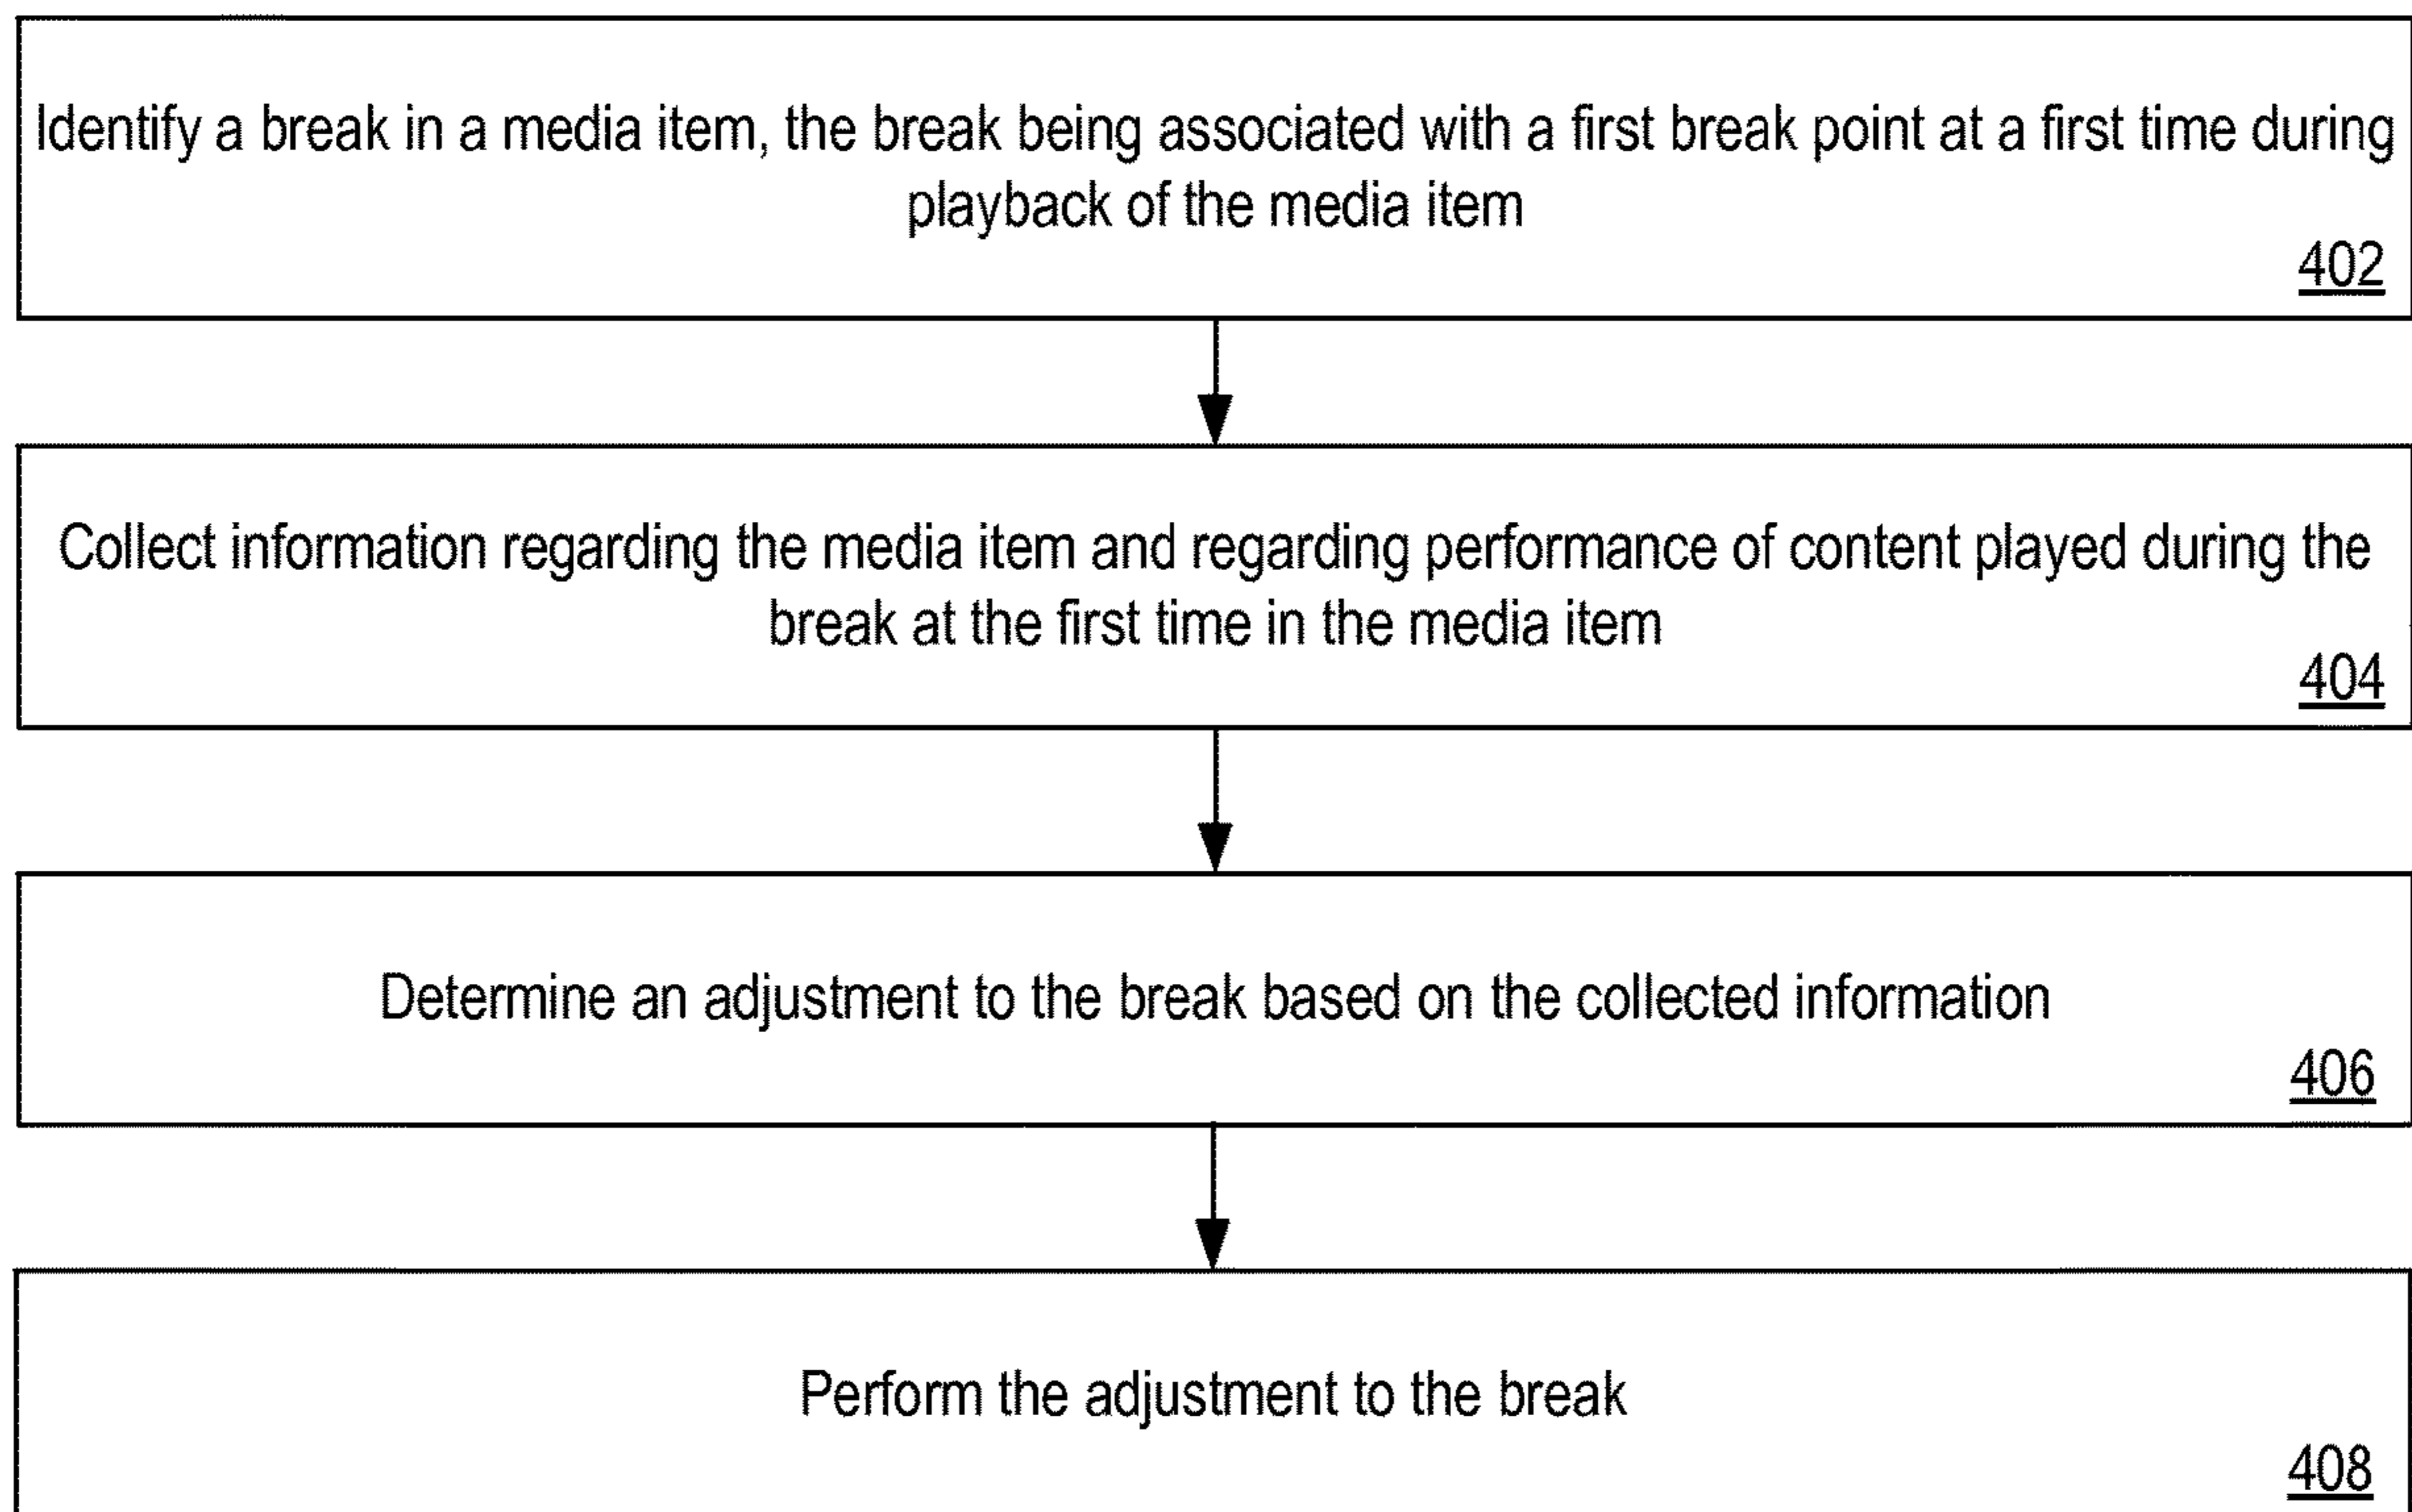 Identify a break in a media item, the break being associated with a first break point at a first time during
playback of the media item
402
Collect information regarding the media item and regarding performance of content played during the
break at the first time in the media item
404
Determine an adjustment to the break based on the collected information
406
Perform the adjustment to the break
408